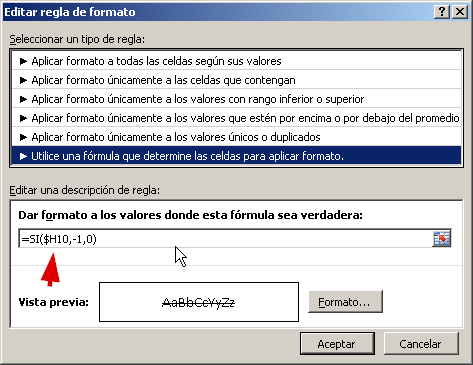 Editar regla de formato
Seleccionar un tipo de regla:
► Aplicar formato a todas las celdas según sus valores
► Aplicar formato únicamente a las celdas que contengan
► Aplicar formato únicamente a los valores con rango inferior o superior
► Aplicar formato únicamente a los valores que estén por encima o por debajo del promedio
► Aplicar formato únicamente a los valores únicos o duplicados
► Utilice una fórmula que determine las celdas para aplicar formato.
Editar una descripción de regla:
Dar formato a los valores donde esta fórmula sea verdadera:
=SI($H10,-1,0)
Vista previa:
AaBbCcYyZz
Formato...
Aceptar
Cancelar